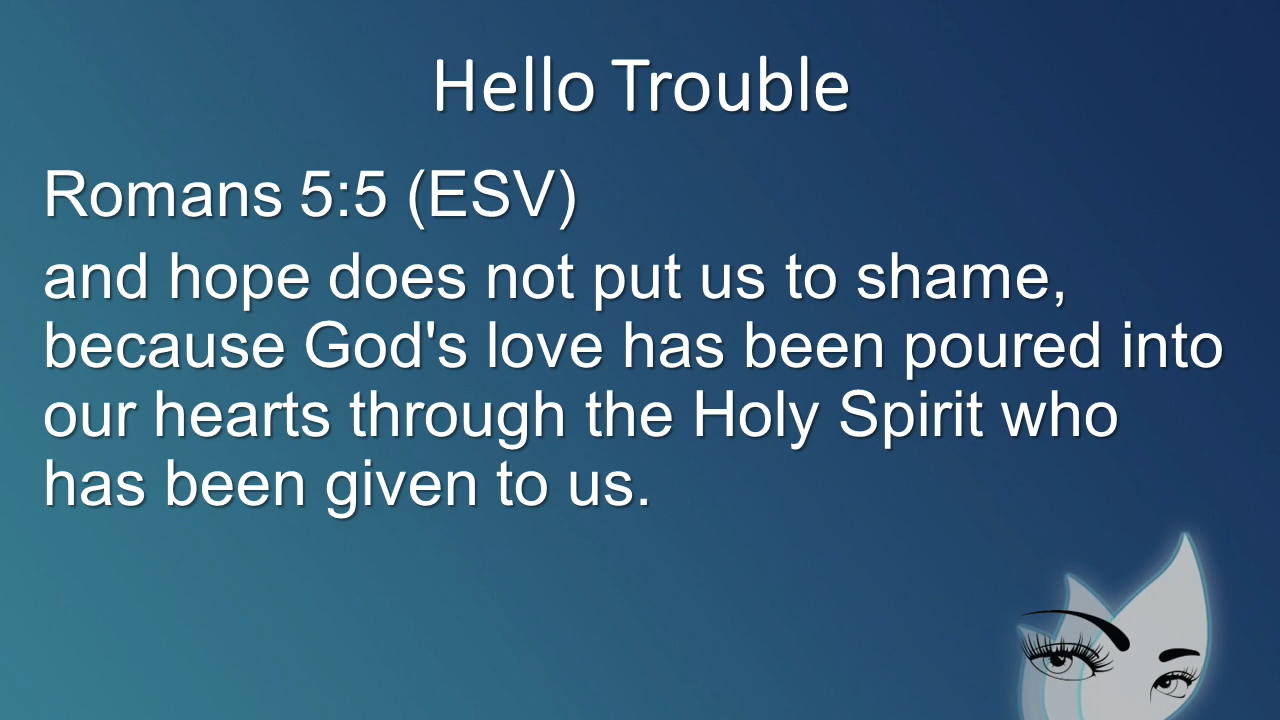 Hello Trouble
Romans 5:5 (ESV)
and hope does not put us to shame,
because God's love has been poured into
our hearts through the Holy Spirit who
has been given to us.